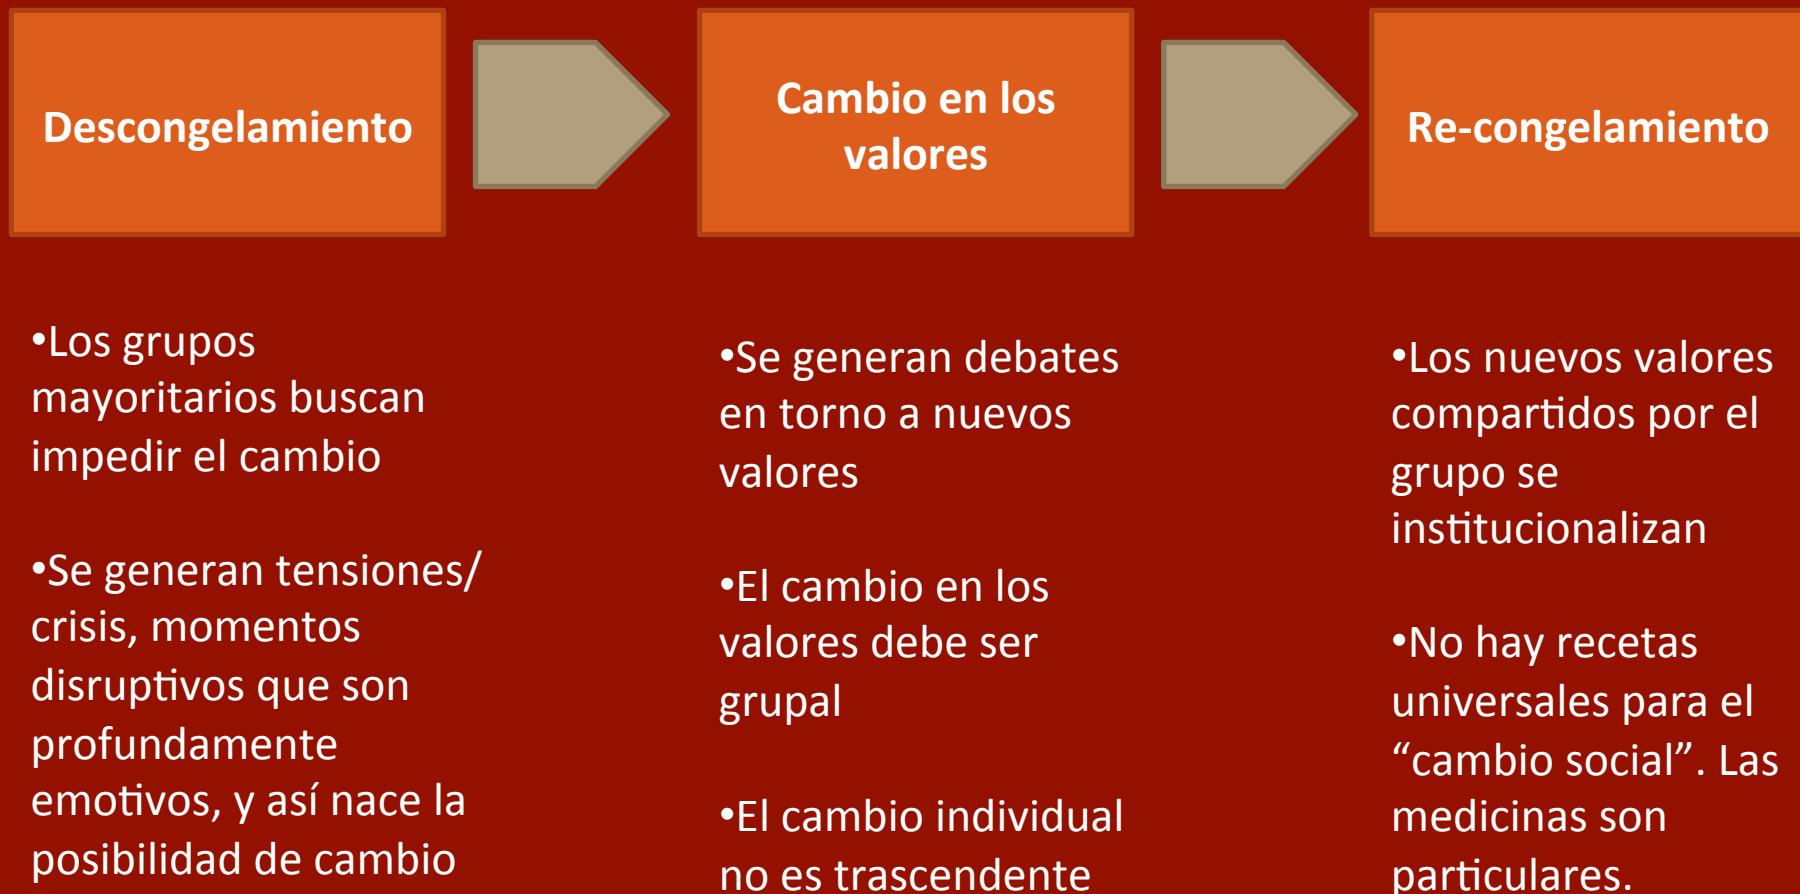 Descongelamiento
Cambio en los
valores
Re-congelamiento
•Los grupos
mayoritarios buscan
impedir el cambio
•Se generan tensiones/
crisis, momentos
disruptivos que son
profundamente
emotivos, y así nace la
posibilidad de cambio
•Se generan debates
en torno a nuevos
valores
•El cambio en los
valores debe ser
grupal
•El cambio individual
no es trascendente
•Los nuevos valores
compartidos por el
grupo se
institucionalizan
•No hay recetas
universales para el
“cambio social”. Las
medicinas son
particulares.